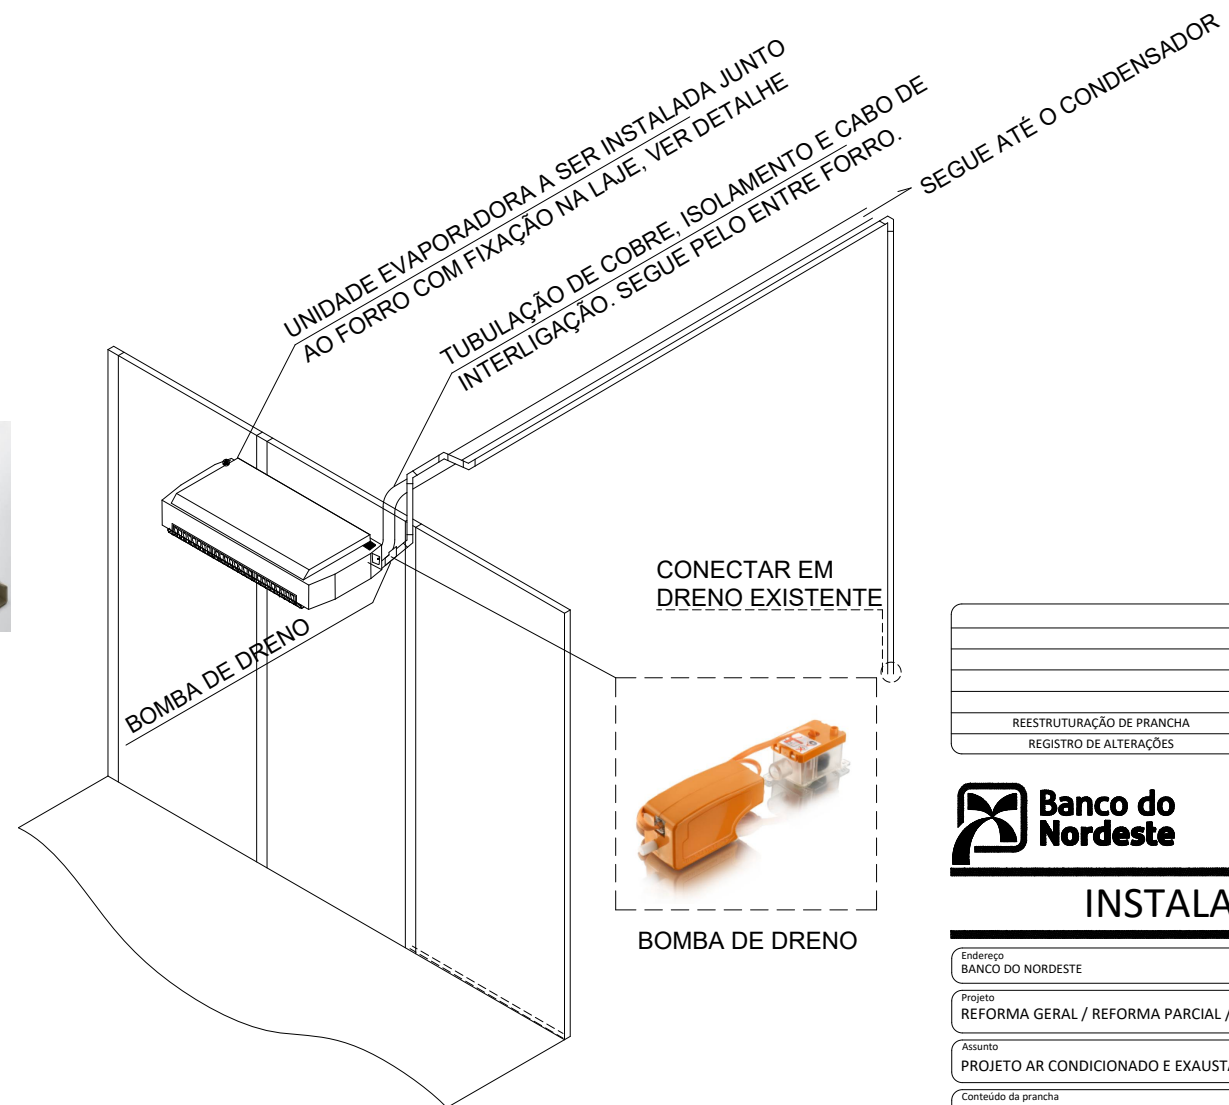 UNIDADE EVAPORADORA A SER INSTALADA JUNTO
AO FORRO COM FIXAÇÃO NA LAJE, VER DETALHE
TUBULAÇÃO DE COBRE, ISOLAMENTO E CABO DE
INTERLIGAÇÃO. SEGUE PELO ENTRE FORRO.
SEGUE ATÉ O CONDENSADOR
BOMBA DE DRENO
CONECTAR EM
DRENO EXISTENTE
BOMBA DE DRENO
REESTRUTURAÇÃO DE PRANCHA
REGISTRO DE ALTERAÇÕES
Banco do
Nordeste
INSTALA
Endereço
BANCO DO NORDESTE
Projeto
REFORMA GERAL / REFORMA PARCIAL /
Assunto
PROJETO AR CONDICIONADO E EXAUSTA
Conteúdo da prancha